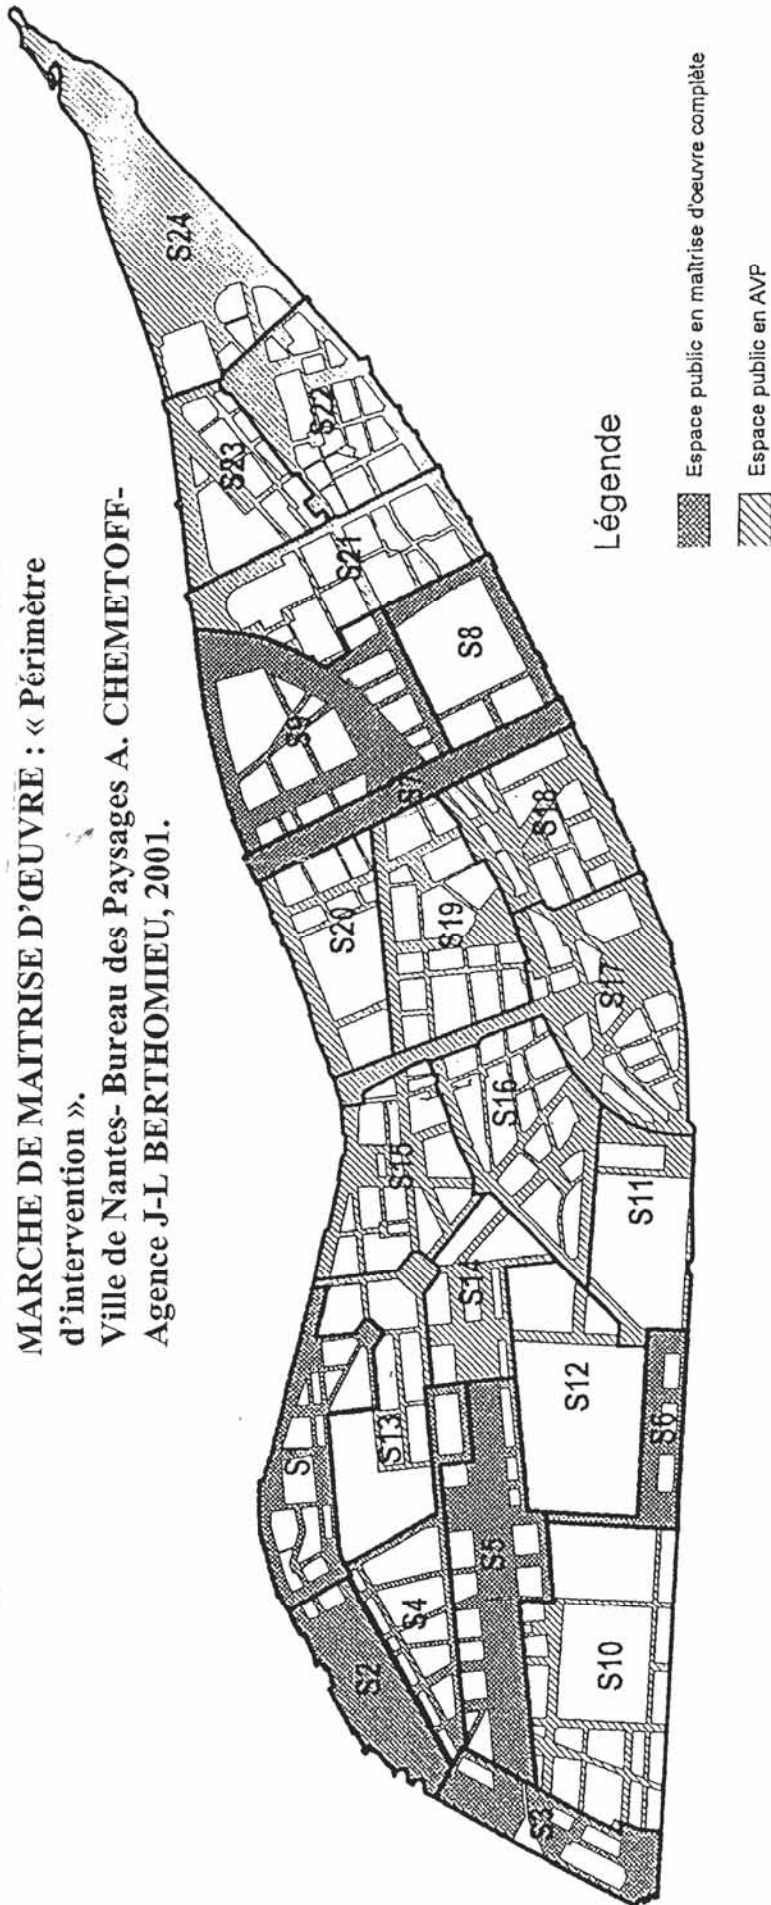 MARCHE DE MAITRISE D’ŒUVRE : « Périmètre
d’intervention ».
Ville de Nantes- Bureau des Paysages A. CHEMETOFF-
Agence J-L BERTHOMIEU, 2001.
S1
S2
S3
S4
S5
S6
S7
S8
S9
S10
S11
S12
S13
S14
S15
S16
S17
S18
S19
S20
S21
S22
S23
S24
Légende
Espace public en maîtrise d'oeuvre complète
Espace public en AVP